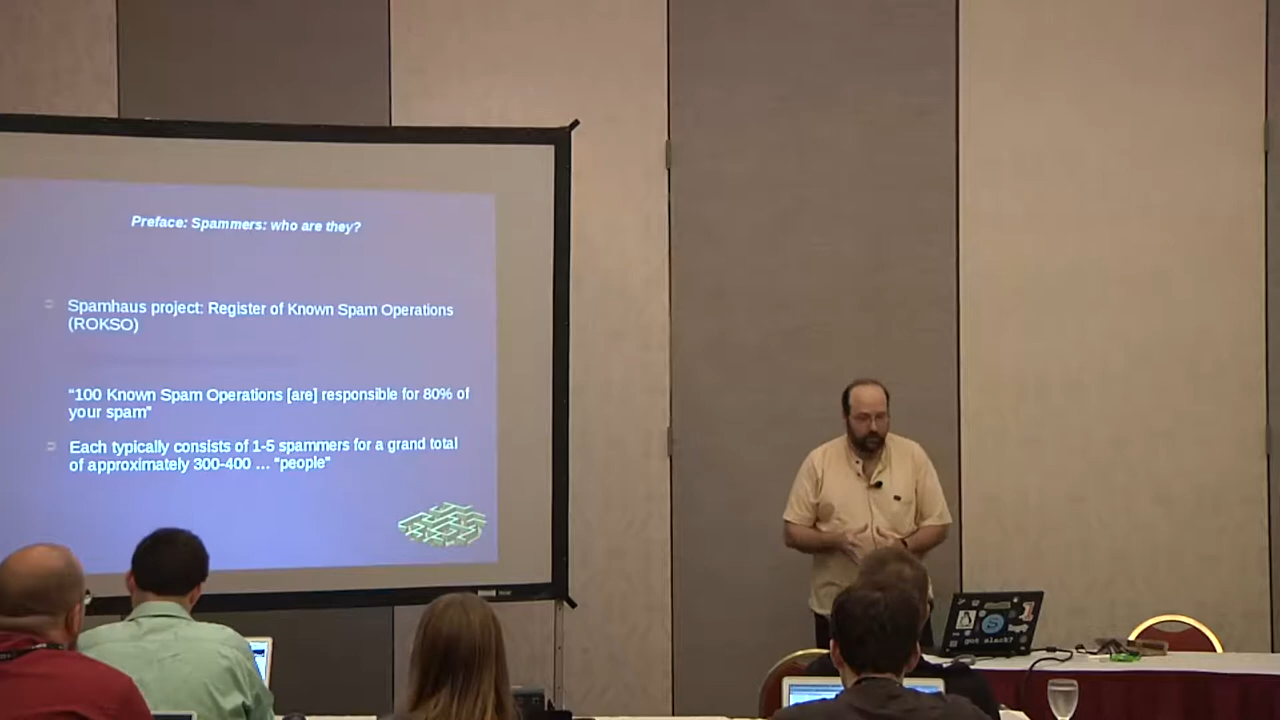 Preface: Spammers: who are they?
Spamhaus project: Register of Known Spam Operations
(ROKSO)
"100 Known Spam Operations [are] responsible for 80% of
your spam"
Each typically consists of 1-5 spammers for a grand total
of approximately 300-400 ... "people"
got slack?